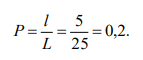 P = l/L = 5/25 = 0,2.